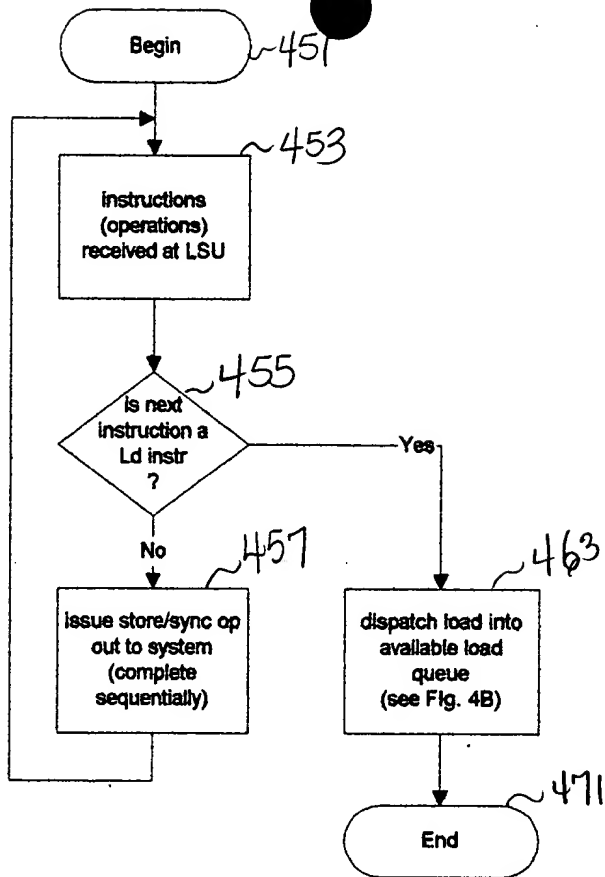 Begin
451
453
instructions
(operations)
received at LSU
455
is next
instruction a
Ld instr
?
Yes
No
457
issue store/sync op
out to system
(complete
sequentially)
463
dispatch load into
available load
queue
(see Fig. 4B)
471
End